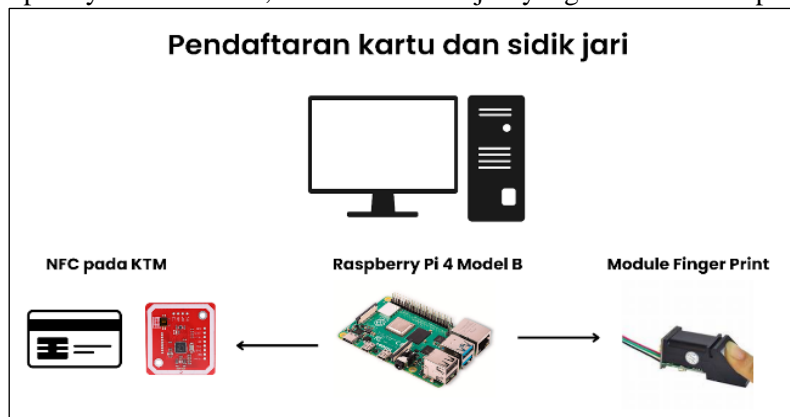 Pendaftaran kartu dan sidik jari
NFC pada KTM
Raspberry Pi 4 Model B
Module Finger Print